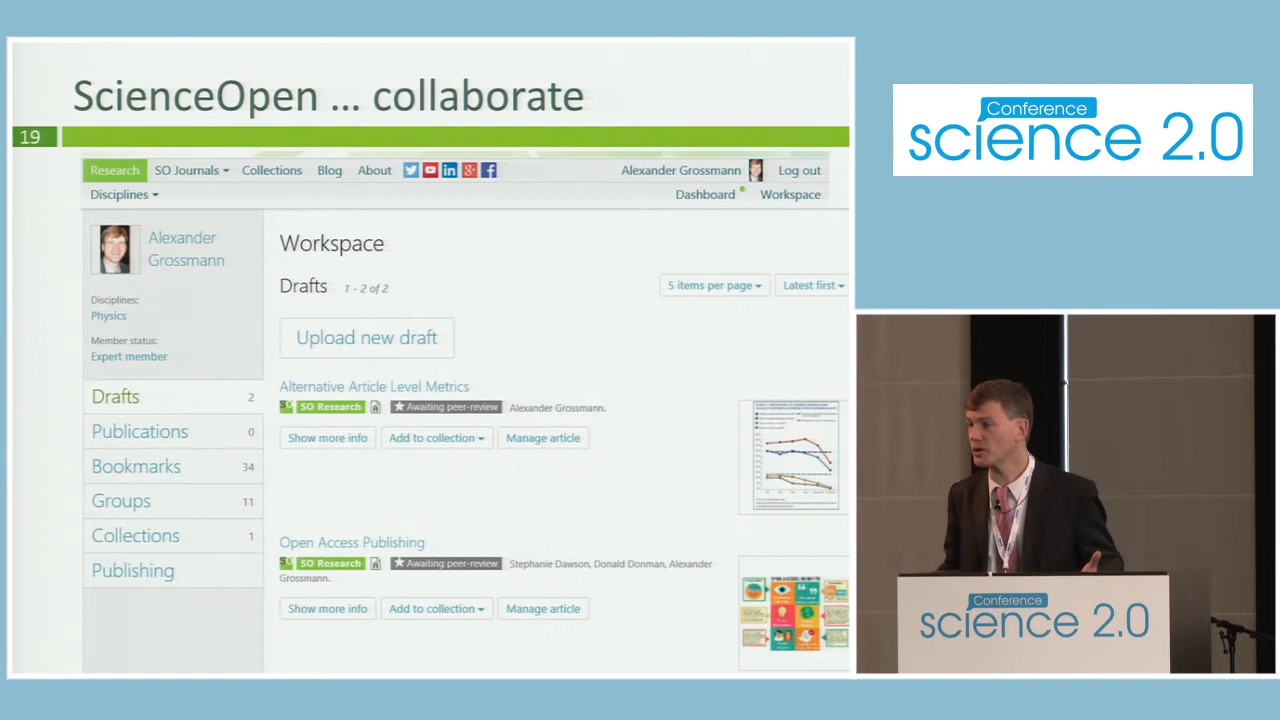 ScienceOpen ... collaborate
19
Research SO Journals Collections Blog About Alexander Grossmann Log out
Disciplines Dashboard Workspace
Alexander Grossmann
Disciplines:
Physics
Member status:
Expert member
Drafts 2
Publications 0
Bookmarks 34
Groups 11
Collections 1
Publishing
Workspace
Drafts 1 - 2 of 2
5 items per page Latest first
Upload new draft
Alternative Article Level Metrics
SO Research Awaiting peer-review Alexander Grossmann.
Show more info Add to collection Manage article
Open Access Publishing
SO Research Awaiting peer-review Stephanie Dawson, Donald Donman, Alexander
Grossmann.
Show more info Add to collection Manage article
Conference
science 2.0
Conference
science 2.0